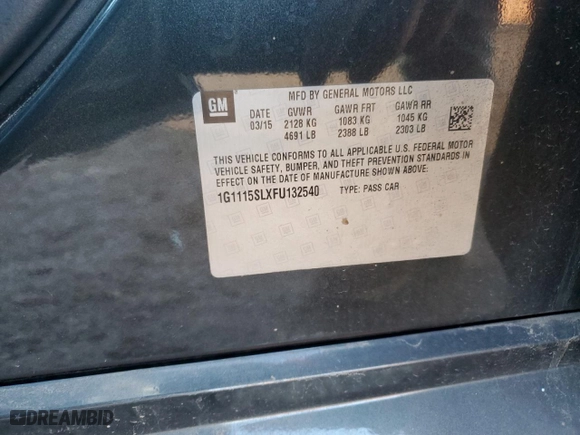 GM
MFD BY GENERAL MOTORS LLC
DATE GVWR GAWR FRT GAWR RR
03/15 2128 KG 1083 KG 1045 KG
4691 LB 2388 LB 2303 LB
THIS VEHICLE CONFORMS TO ALL APPLICABLE U.S. FEDERAL MOTOR
VEHICLE SAFETY, BUMPER, AND THEFT PREVENTION STANDARDS IN
EFFECT ON THE DATE OF MANUFACTURE SHOWN ABOVE.
1G1115SLXFU132540 TYPE: PASS CAR
DREAMBID